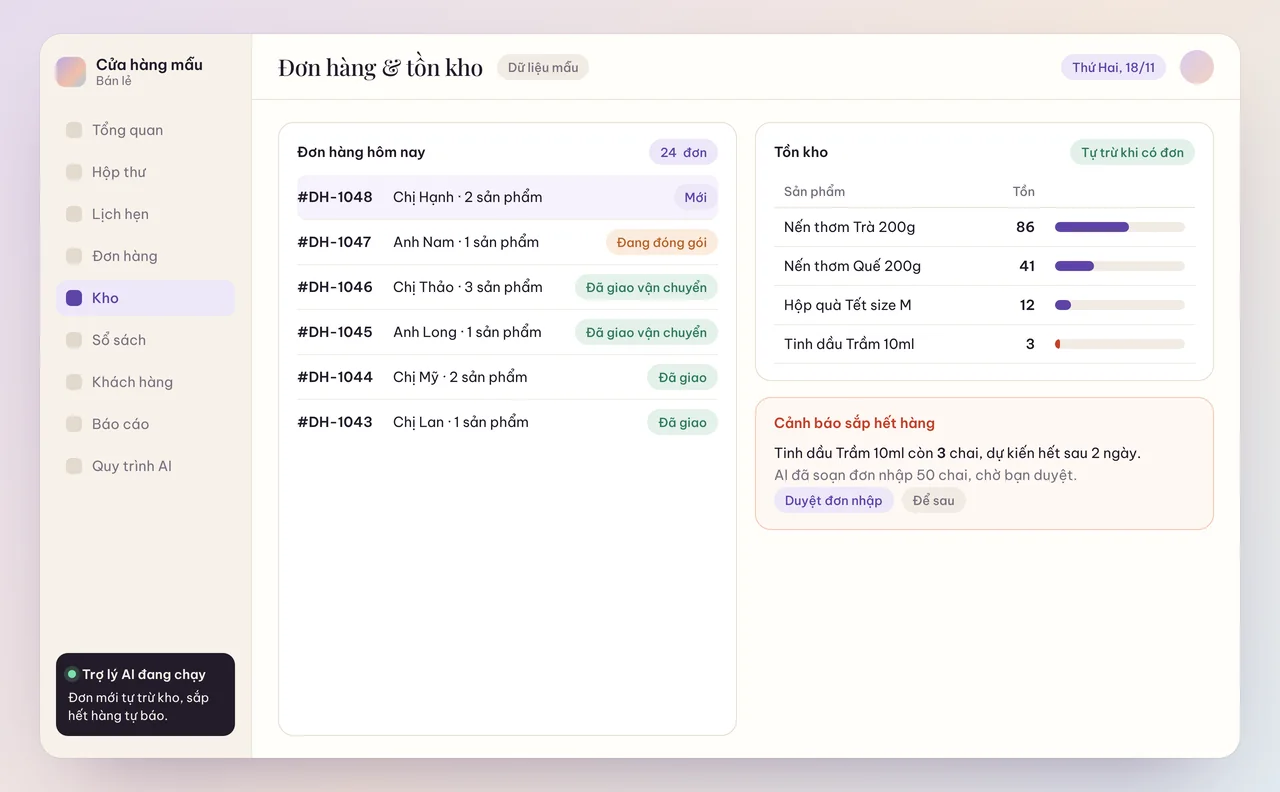 Cửa hàng mẫu
Bán lẻ
Tổng quan
Hộp thư
Lịch hẹn
Đơn hàng
Kho
Sổ sách
Khách hàng
Báo cáo
Quy trình AI
Trợ lý AI đang chạy
Đơn mới tự trừ kho, sắp
hết hàng tự báo.
Đơn hàng & tồn kho
Dữ liệu mẫu
Thứ Hai, 18/11
Đơn hàng hôm nay
24 đơn
#DH-1048 Chị Hạnh · 2 sản phẩm Mới
#DH-1047 Anh Nam · 1 sản phẩm Đang đóng gói
#DH-1046 Chị Thảo · 3 sản phẩm Đã giao vận chuyển
#DH-1045 Anh Long · 1 sản phẩm Đã giao vận chuyển
#DH-1044 Chị Mỹ · 2 sản phẩm Đã giao
#DH-1043 Chị Lan · 1 sản phẩm Đã giao
Tồn kho
Tự trừ khi có đơn
Sản phẩm Tồn
Nến thơm Trà 200g 86
Nến thơm Quế 200g 41
Hộp quà Tết size M 12
Tinh dầu Trầm 10ml 3
Cảnh báo sắp hết hàng
Tinh dầu Trầm 10ml còn 3 chai, dự kiến hết sau 2 ngày.
AI đã soạn đơn nhập 50 chai, chờ bạn duyệt.
Duyệt đơn nhập Để sau